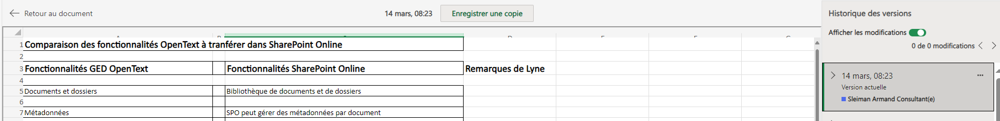 Retour au document
14 mars, 08:23
Enregistrer une copie
Historique des versions
Afficher les modifications
0 de 0 modifications
14 mars, 08:23
Version actuelle
Sleiman Armand Consultant(e)
1 Comparaison des fonctionnalités OpenText à tranférer dans SharePoint Online
2
3 Fonctionnalités GED OpenText Fonctionnalités SharePoint Online Remarques de Lyne
4
5 Documents et dossiers Bibliothèque de documents et de dossiers
6
7 Métadonnées SPO peut gérer des métadonnées par document